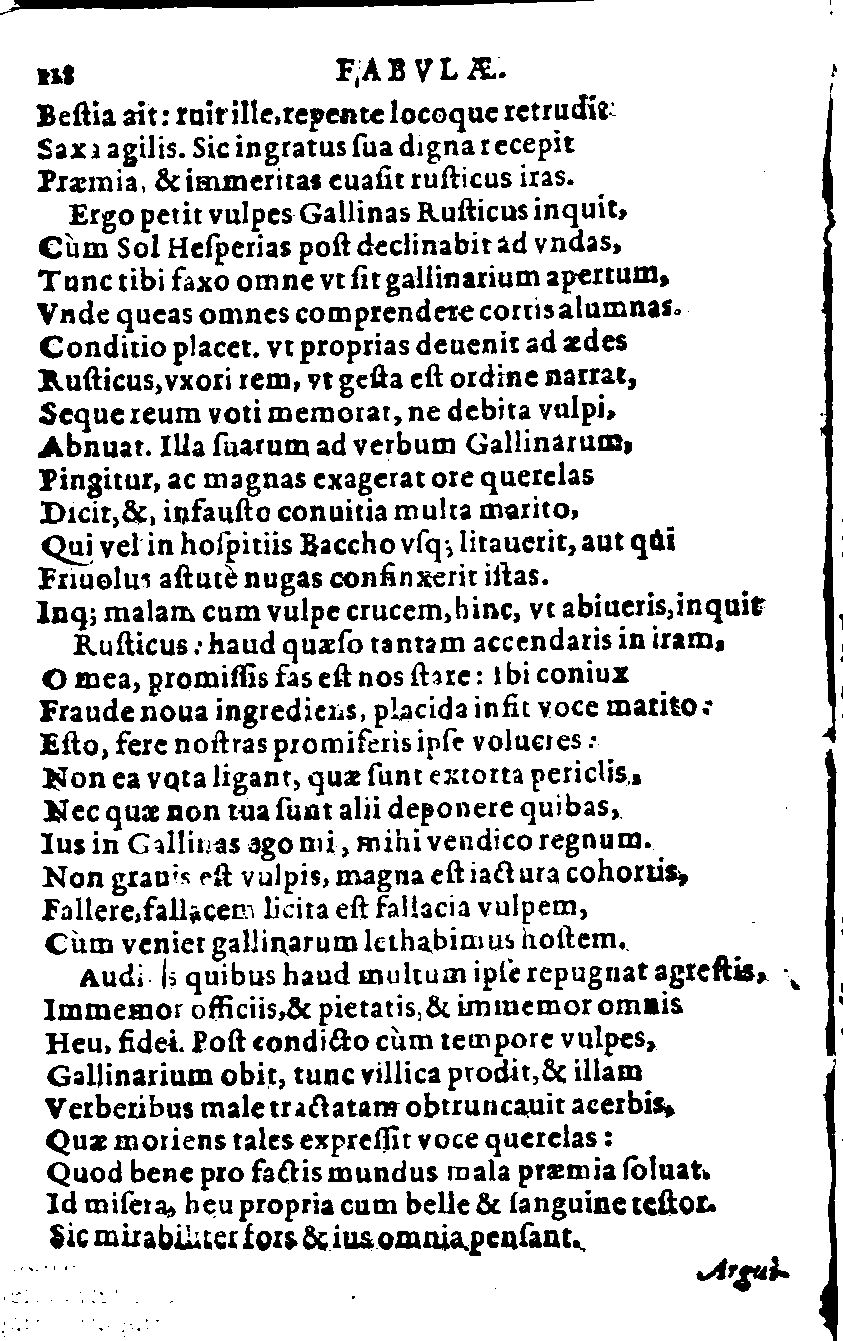 118 FABVLÆ.
Beſtia ait: ruit ille, repente locoque retrudit
Saxa agilis. Sic ingratus ſua digna recepit
Præmia, & immeritas euaſit ruſticus iras.
Ergo petit vulpes Gallinas Ruſticus inquit,
Cùm Sol Heſperias poſt declinabit ad vndas,
Tunc tibi faxo omne vt ſit gallinarium apertum,
Vnde queas omnes comprendere cortis alumnas.
Conditio placet. vt proprias deuenit ad ædes
Ruſticus, vxori rem, vt geſta eſt ordine narrat,
Seque reum voti memorat, ne debita vulpi,
Abnuat. Illa ſuarum ad verbum Gallinarum,
Pingitur, ac magnas exagerat ore querelas
Dicit, &, infauſto conuitia multa marito,
Qui vel in hoſpitiis Baccho vſq; litauerit, aut qui
Friuolus aſtutè nugas confinxerit iſtas.
Inq; malam cum vulpe crucem, hinc, vt abiueris, inquit
Ruſticus: haud quæſo tantam accendaris in iram,
O mea, promiſſis fas eſt nos ſtare: Ibi coniux
Fraude noua ingrediens, placida infit voce marito:
Eſto, fere noſtras promiſeris ipſe volucres:
Non ea vota ligant, quæ ſunt extorta periclis,
Nec quæ non tua ſunt alii deponere quibas,
Ius in Gallinas ago mi, mihi vendico regnum.
Non grauis eſt vulpis, magna eſt iactura cohortis,
Fallere, fallacem licita eſt fallacia vulpem,
Cùm veniet gallinarum lethabimus hoſtem.
quibus haud multum ipſe repugnat agreſtis,
Immemor officiis, & pietatis, & immemor omnis
Heu, fidei. Poſt condicto cùm tempore vulpes,
Gallinarium obit, tunc villica prodit, & illam
Verberibus male tractatam obtruncauit acerbis,
Quæ moriens tales expreſſit voce querelas:
Quod bene pro factis mundus mala præmia ſoluat.
Id miſera, heu propria cum belle & ſanguine teſtor.
Sic mirabiliter fors & ius omnia penſant.
Argui-